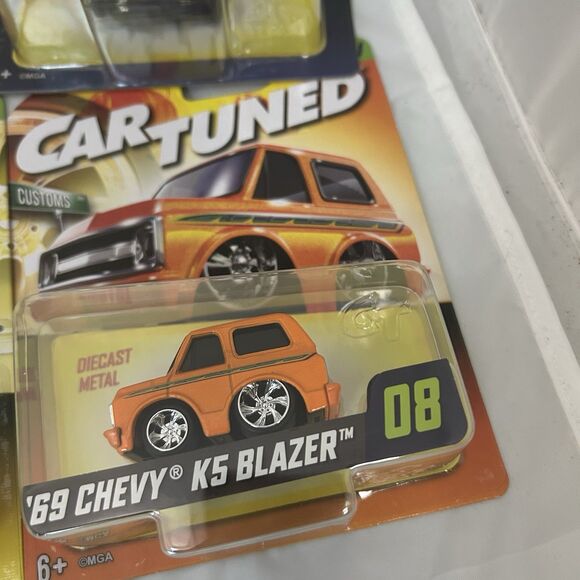 + ©MGA
CARTUNED
CUSTOMS
DIECAST
METAL
08
'69 CHEVY® K5 BLAZER™
6+ ©MGA